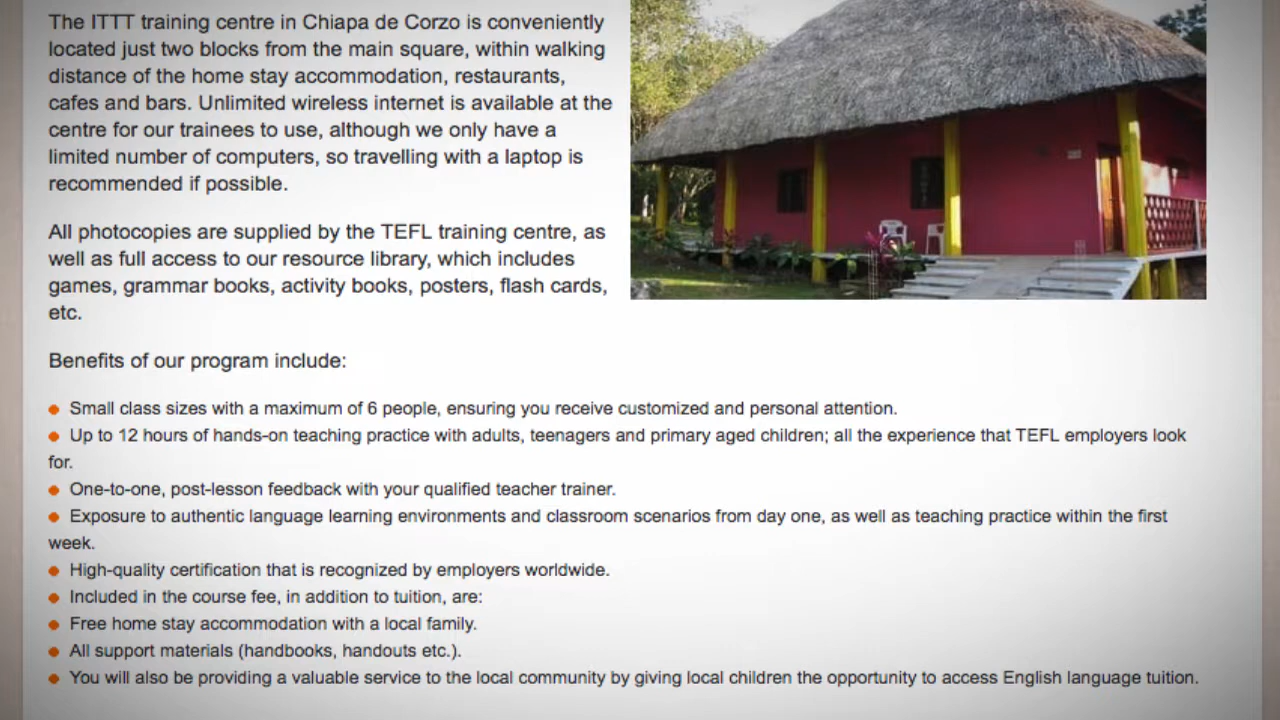 The ITTT training centre in Chiapa de Corzo is conveniently
located just two blocks from the main square, within walking
distance of the home stay accommodation, restaurants,
cafes and bars. Unlimited wireless internet is available at the
centre for our trainees to use, although we only have a
limited number of computers, so travelling with a laptop is
recommended if possible.
All photocopies are supplied by the TEFL training centre, as
well as full access to our resource library, which includes
games, grammar books, activity books, posters, flash cards,
etc.
Benefits of our program include:
Small class sizes with a maximum of 6 people, ensuring you receive customized and personal attention.
Up to 12 hours of hands-on teaching practice with adults, teenagers and primary aged children; all the experience that TEFL employers look
for.
One-to-one, post-lesson feedback with your qualified teacher trainer.
Exposure to authentic language learning environments and classroom scenarios from day one, as well as teaching practice within the first
week.
High-quality certification that is recognized by employers worldwide.
Included in the course fee, in addition to tuition, are:
Free home stay accommodation with a local family.
All support materials (handbooks, handouts etc.).
You will also be providing a valuable service to the local community by giving local children the opportunity to access English language tuition.